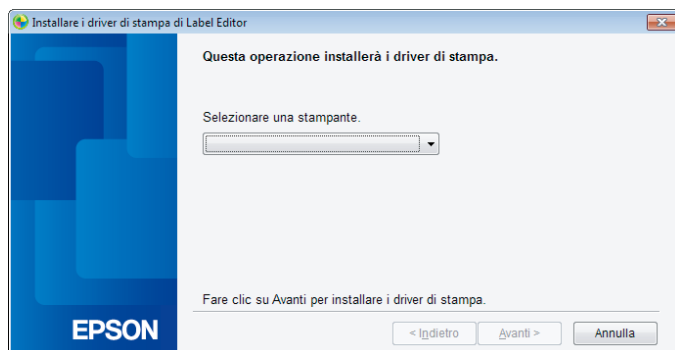 Installare i driver di stampa di Label Editor
Questa operazione installerà i driver di stampa.
Selezionare una stampante.
Fare clic su Avanti per installare i driver di stampa.
EPSON
< Indietro
Avanti >
Annulla